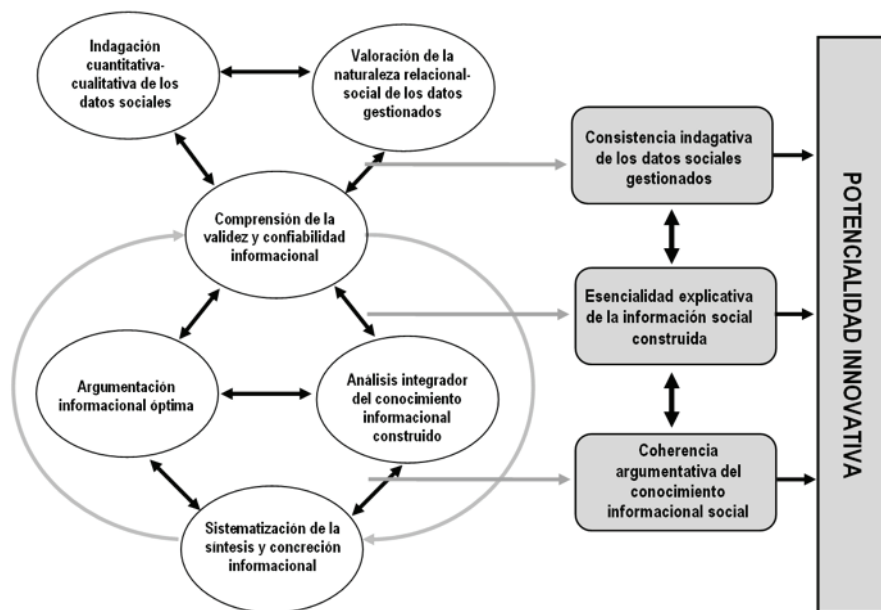 Indagación
cuantitativa-
cualitativa de los
datos sociales
Valoración de la
naturaleza relacional-
social de los datos
gestionados
Consistencia indagativa
de los datos sociales
gestionados
Comprensión de la
validez y confiabilidad
informacional
Esencialidad explicativa
de la información social
construida
Argumentación
informacional óptima
Análisis integrador
del conocimiento
informacional
construido
Coherencia
argumentativa del
conocimiento
informacional social
Sistematización de la
síntesis y concreción
informacional
POTENCIALIDAD INNOVATIVA